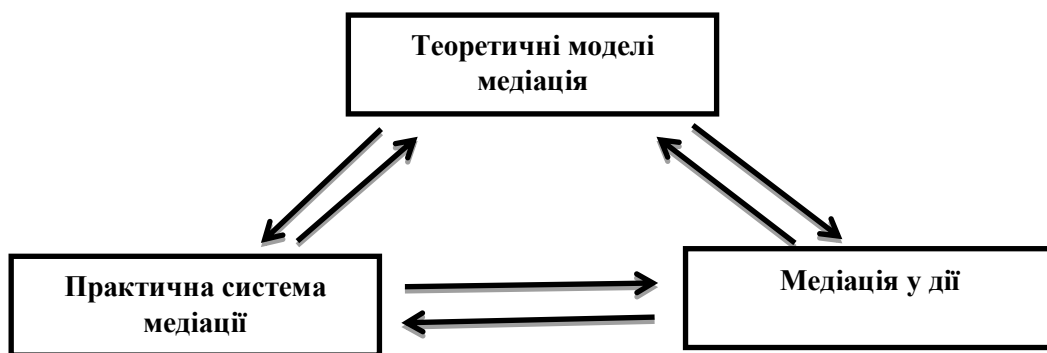 Теоретичні моделі
медіація
Практична система
медіації
Медіація у дії